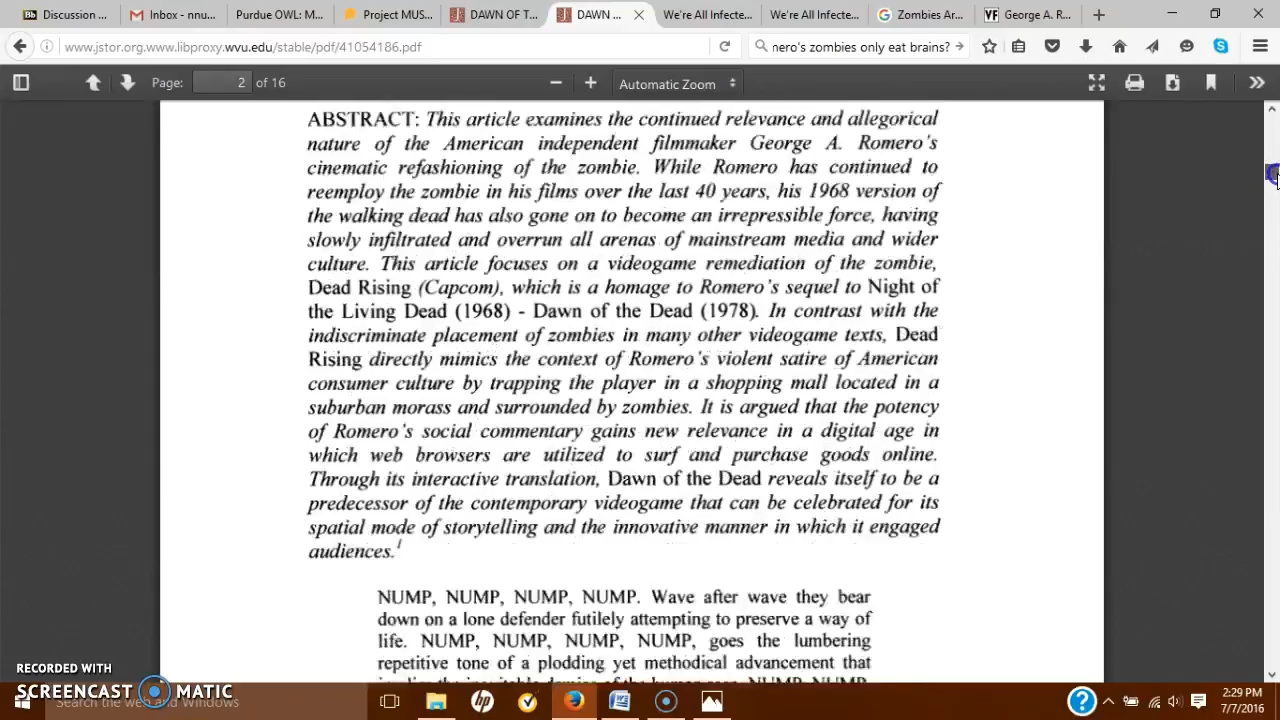 Discussion ...
Inbox - nnu...
Purdue OWL: M...
Project MUS...
DAWN OF T...
DAWN ...
We're All Infecte...
We're All Infecte...
Zombies Ar...
George A. R...
www.jstor.org.www.libproxy.wvu.edu/stable/pdf/41054186.pdf
nero's zombies only eat brains?
Page: 2 of 16
Automatic Zoom
ABSTRACT: This article examines the continued relevance and allegorical
nature of the American independent filmmaker George A. Romero's
cinematic refashioning of the zombie. While Romero has continued to
reemploy the zombie in his films over the last 40 years, his 1968 version of
the walking dead has also gone on to become an irrepressible force, having
slowly infiltrated and overrun all arenas of mainstream media and wider
culture. This article focuses on a videogame remediation of the zombie,
Dead Rising (Capcom), which is a homage to Romero's sequel to Night of
the Living Dead (1968) - Dawn of the Dead (1978). In contrast with the
indiscriminate placement of zombies in many other videogame texts, Dead
Rising directly mimics the context of Romero's violent satire of American
consumer culture by trapping the player in a shopping mall located in a
suburban morass and surrounded by zombies. It is argued that the potency
of Romero's social commentary gains new relevance in a digital age in
which web browsers are utilized to surf and purchase goods online.
Through its interactive translation, Dawn of the Dead reveals itself to be a
predecessor of the contemporary videogame that can be celebrated for its
spatial mode of storytelling and the innovative manner in which it engaged
audiences.
NUMP, NUMP, NUMP, NUMP. Wave after wave they bear
down on a lone defender futilely attempting to preserve a way of
life. NUMP, NUMP, NUMP, NUMP, goes the lumbering
repetitive tone of a plodding yet methodical advancement that
RECORDED WITH
SCREENCAST MATIC
Search the web and Windows
2:29 PM
7/7/2016